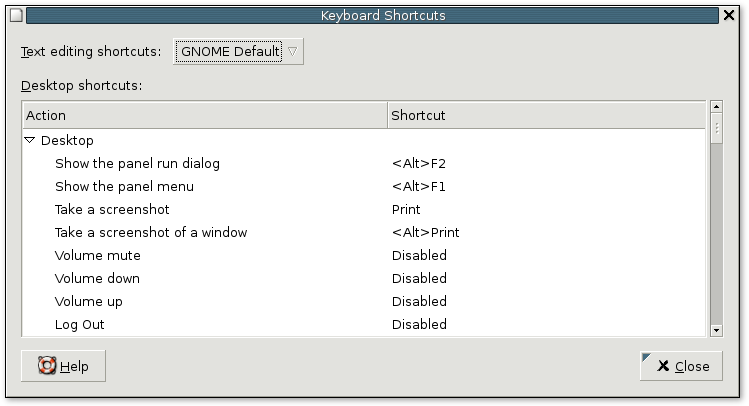 Keyboard Shortcuts
Text editing shortcuts: GNOME Default
Desktop shortcuts:
Action Shortcut
Desktop
Show the panel run dialog <Alt>F2
Show the panel menu <Alt>F1
Take a screenshot Print
Take a screenshot of a window <Alt>Print
Volume mute Disabled
Volume down Disabled
Volume up Disabled
Log Out Disabled
Help Close